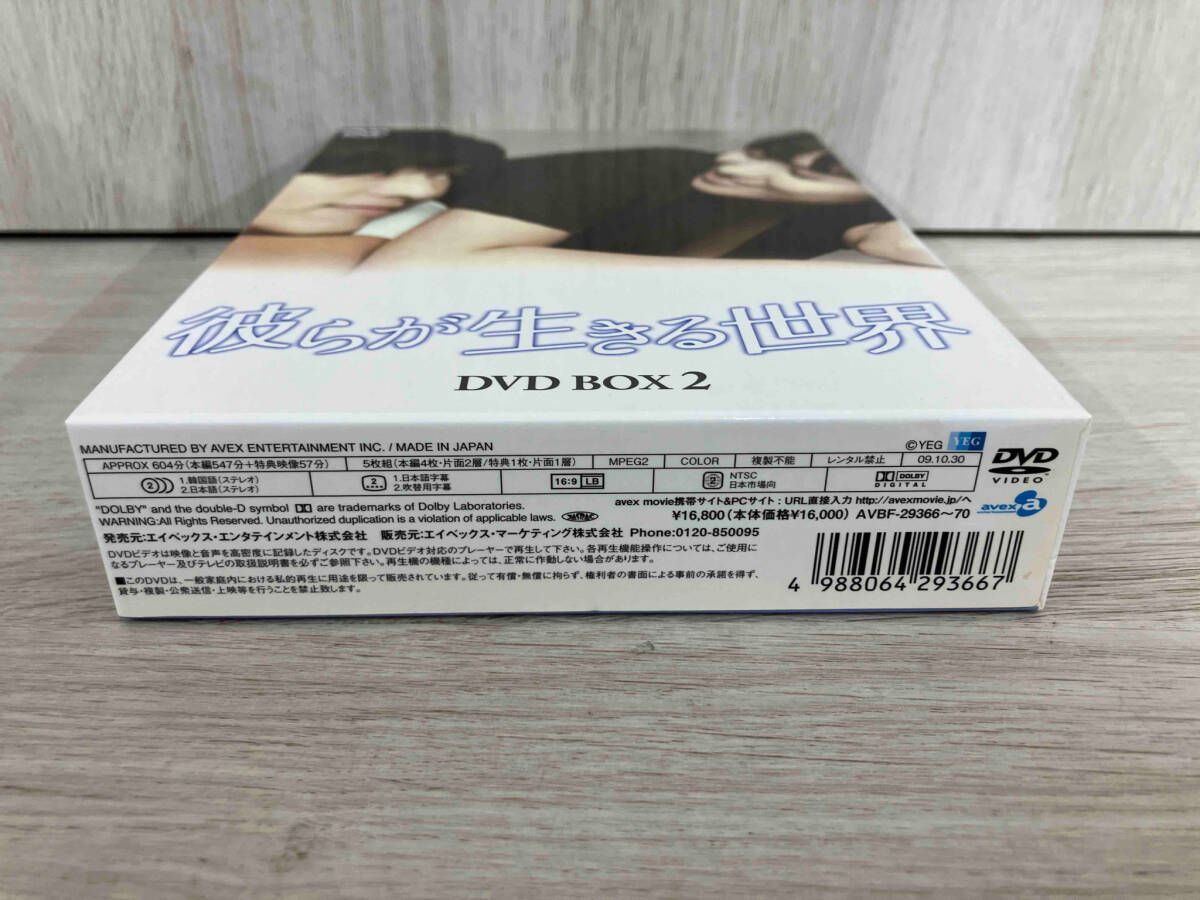 彼らが生きる世界
DVD BOX 2
MANUFACTURED BY AVEX ENTERTAINMENT INC. / MADE IN JAPAN
©YEG YEG
APPROX 604分(本編547分+特典映像57分) 5枚組(本編4枚・片面2層/特典1枚・片面1層) MPEG2 COLOR 複製不能 レンタル禁止 09.10.30
DVD VIDEO
2 1.韓国語(ステレオ) 2.日本語(ステレオ)
2 1.日本語字幕 2.吹替用字幕
16:9 LB
2 NTSC 日本市場向
DOLBY DIGITAL
"DOLBY" and the double-D symbol are trademarks of Dolby Laboratories.
WARNING:All Rights Reserved. Unauthorized duplication is a violation of applicable laws.
avex movie携帯サイト&PCサイト：URL直接入力 http://avexmovie.jp/へ
¥16,800(本体価格¥16,000) AVBF-29366〜70
avex a
発売元:エイベックス・エンタテインメント株式会社 販売元:エイベックス・マーケティング株式会社 Phone:0120-850095
DVDビデオは映像と音声を高密度に記録したディスクです。DVDビデオ対応のプレーヤーで再生して下さい。各再生機能操作については、ご使用に
なるプレーヤー及びテレビの取扱説明書を必ずご参照下さい。再生機の機種によっては、正常に作動しない場合があります。
■このDVDは、一般家庭内における私的再生に用途を限って販売されています。従って有償・無償に拘らず、権利者の書面による事前の承諾を得ず、
貸与・複製・公衆送信・上映等を行うことを禁止致します。
4 988064 293667